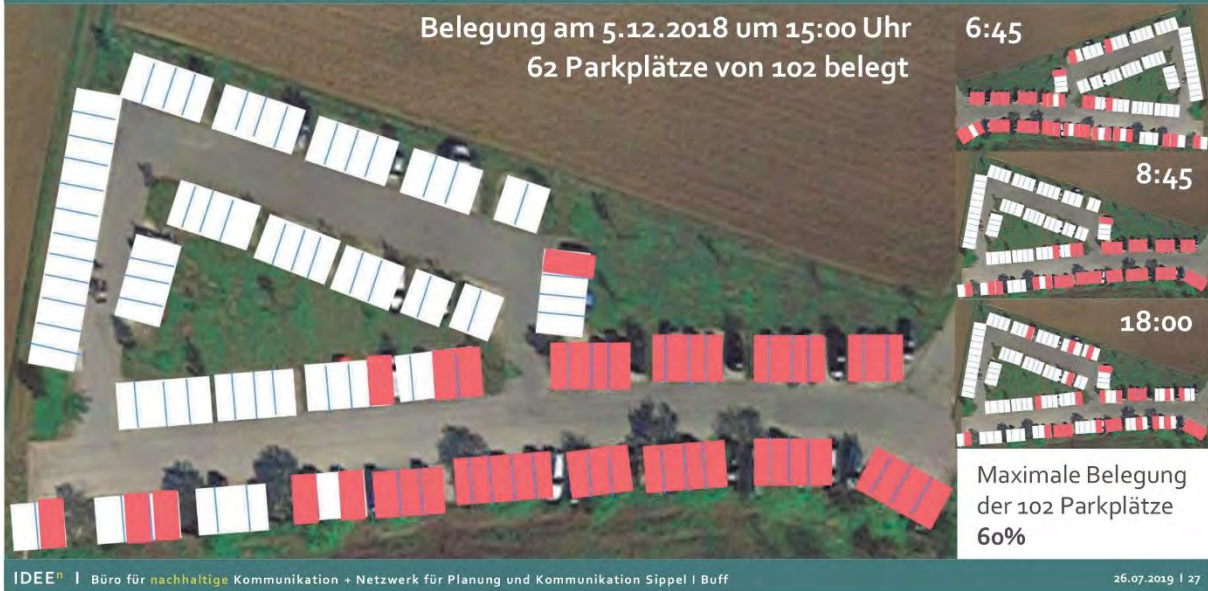 Belegung am 5.12.2018 um 15:00 Uhr
62 Parkplätze von 102 belegt
6:45
8:45
18:00
Maximale Belegung
der 102 Parkplätze
60%
IDEEⁿ | Büro für nachhaltige Kommunikation + Netzwerk für Planung und Kommunikation Sippel | Buff
26.07.2019 | 27